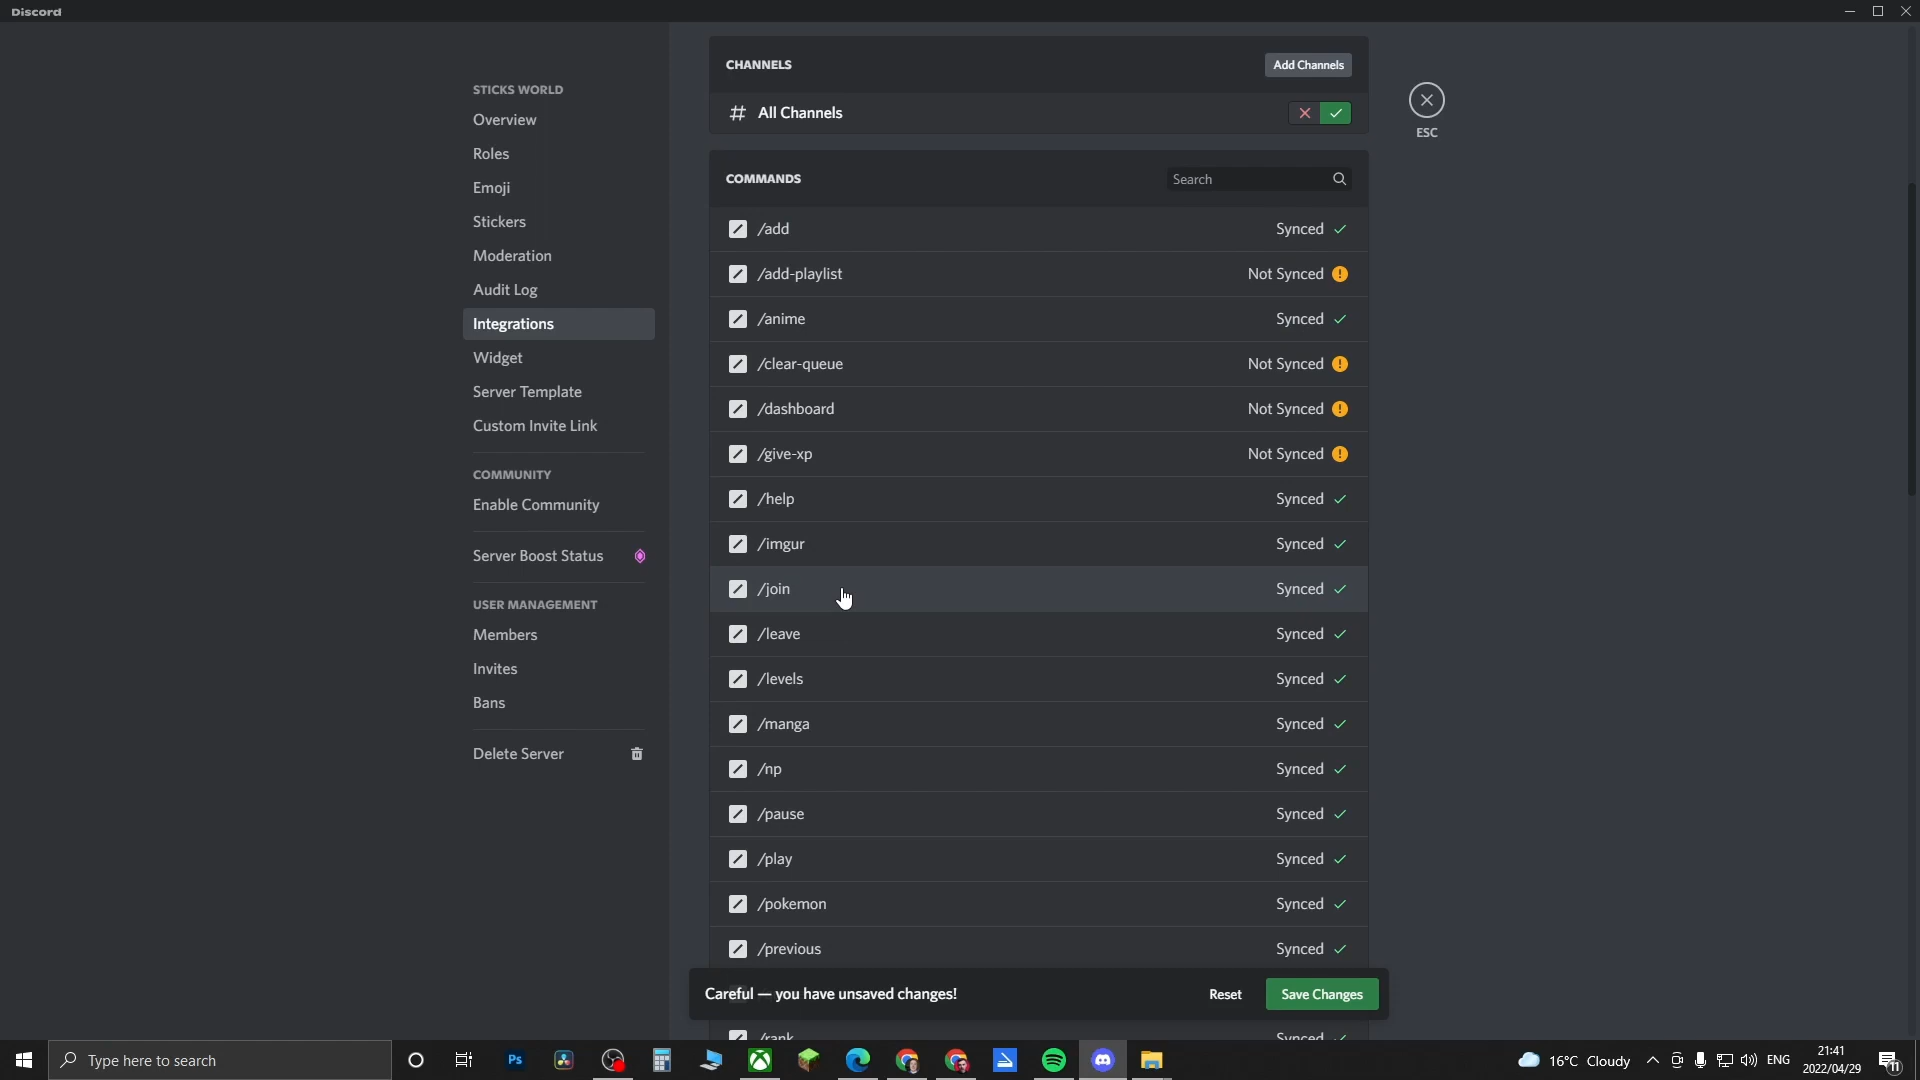 Discord
STICKS WORLD
Overview
Roles
Emoji
Stickers
Moderation
Audit Log
Integrations
Widget
Server Template
Custom Invite Link
COMMUNITY
Enable Community
Server Boost Status
USER MANAGEMENT
Members
Invites
Bans
Delete Server
CHANNELS
Add Channels
# All Channels
ESC
COMMANDS
Search
/add Synced
/add-playlist Not Synced
/anime Synced
/clear-queue Not Synced
/dashboard Not Synced
/give-xp Not Synced
/help Synced
/imgur Synced
/join Synced
/leave Synced
/levels Synced
/manga Synced
/np Synced
/pause Synced
/play Synced
/pokemon Synced
/previous Synced
Careful — you have unsaved changes!
Reset
Save Changes
/rank Synced
Type here to search
Ps
16°C Cloudy
ENG
21:41
2022/04/29
11